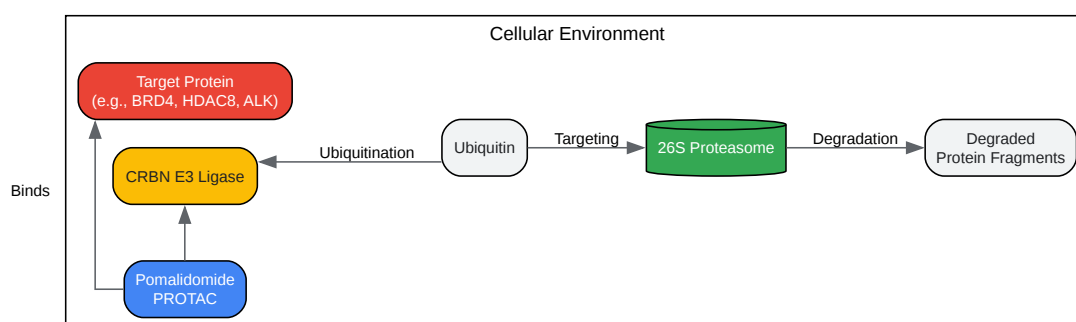 Cellular Environment
Target Protein
(e.g., BRD4, HDAC8, ALK)
Ubiquitination
Ubiquitin
Targeting
26S Proteasome
Degradation
Degraded
Protein Fragments
CRBN E3 Ligase
Binds
Pomalidomide
PROTAC